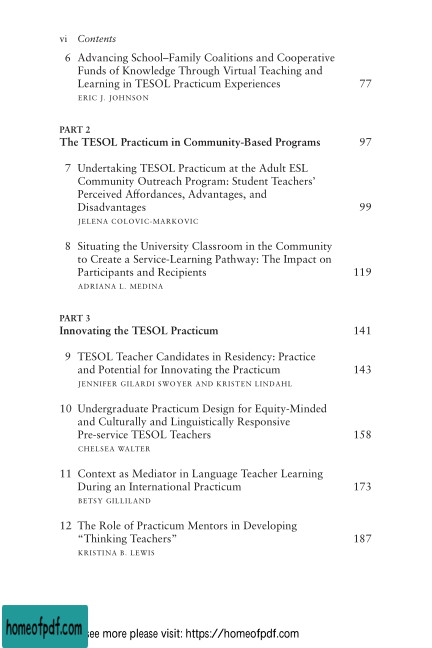 vi Contents
6 Advancing School–Family Coalitions and Cooperative
Funds of Knowledge Through Virtual Teaching and
Learning in TESOL Practicum Experiences 77
ERIC J. JOHNSON
PART 2
The TESOL Practicum in Community-Based Programs 97
7 Undertaking TESOL Practicum at the Adult ESL
Community Outreach Program: Student Teachers’
Perceived Affordances, Advantages, and
Disadvantages 99
JELENA COLOVIC-MARKOVIC
8 Situating the University Classroom in the Community
to Create a Service-Learning Pathway: The Impact on
Participants and Recipients 119
ADRIANA L. MEDINA
PART 3
Innovating the TESOL Practicum 141
9 TESOL Teacher Candidates in Residency: Practice
and Potential for Innovating the Practicum 143
JENNIFER GILARDI SWOYER AND KRISTEN LINDAHL
10 Undergraduate Practicum Design for Equity-Minded
and Culturally and Linguistically Responsive
Pre-service TESOL Teachers 158
CHELSEA WALTER
11 Context as Mediator in Language Teacher Learning
During an International Practicum 173
BETSY GILLILAND
12 The Role of Practicum Mentors in Developing
“Thinking Teachers” 187
KRISTINA B. LEWIS
homeofpdf.com
see more please visit: https://homeofpdf.com